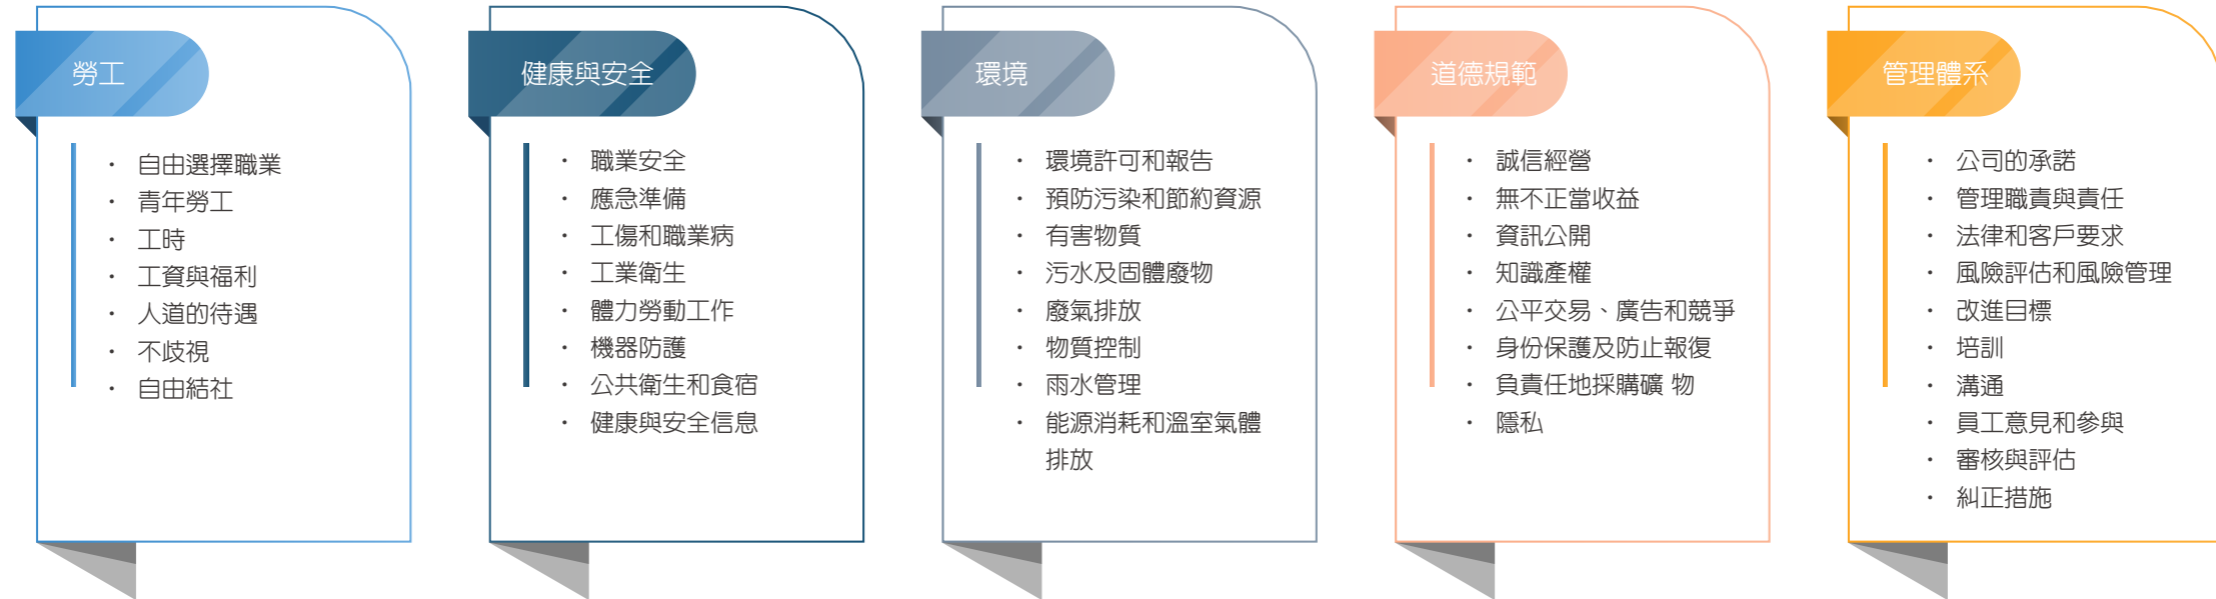 勞工
· 自由選擇職業
· 青年勞工
· 工時
· 工資與福利
· 人道的待遇
· 不歧視
· 自由結社
健康與安全
· 職業安全
· 應急準備
· 工傷和職業病
· 工業衛生
· 體力勞動工作
· 機器防護
· 公共衛生和食宿
· 健康與安全信息
環境
· 環境許可和報告
· 預防污染和節約資源
· 有害物質
· 污水及固體廢物
· 廢氣排放
· 物質控制
· 雨水管理
· 能源消耗和溫室氣體
排放
道德規範
· 誠信經營
· 無不正當收益
· 資訊公開
· 知識產權
· 公平交易、廣告和競爭
· 身份保護及防止報復
· 負責任地採購礦 物
· 隱私
管理體系
· 公司的承諾
· 管理職責與責任
· 法律和客戶要求
· 風險評估和風險管理
· 改進目標
· 培訓
· 溝通
· 員工意見和參與
· 審核與評估
· 糾正措施